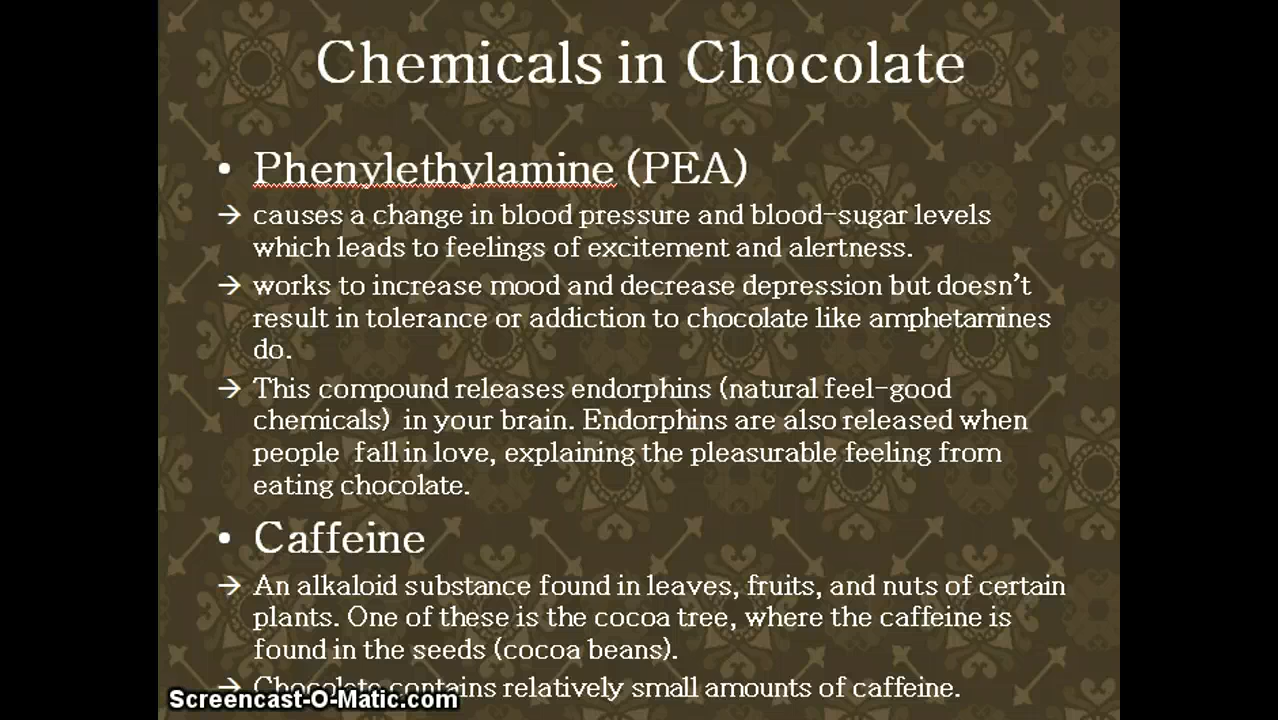 Chemicals in Chocolate
• Phenylethylamine (PEA)
→ causes a change in blood pressure and blood-sugar levels
which leads to feelings of excitement and alertness.
→ works to increase mood and decrease depression but doesn't
result in tolerance or addiction to chocolate like amphetamines
do.
→ This compound releases endorphins (natural feel-good
chemicals) in your brain. Endorphins are also released when
people fall in love, explaining the pleasurable feeling from
eating chocolate.
• Caffeine
→ An alkaloid substance found in leaves, fruits, and nuts of certain
plants. One of these is the cocoa tree, where the caffeine is
found in the seeds (cocoa beans).
→ Chocolate contains relatively small amounts of caffeine.
Screencast-O-Matic.com